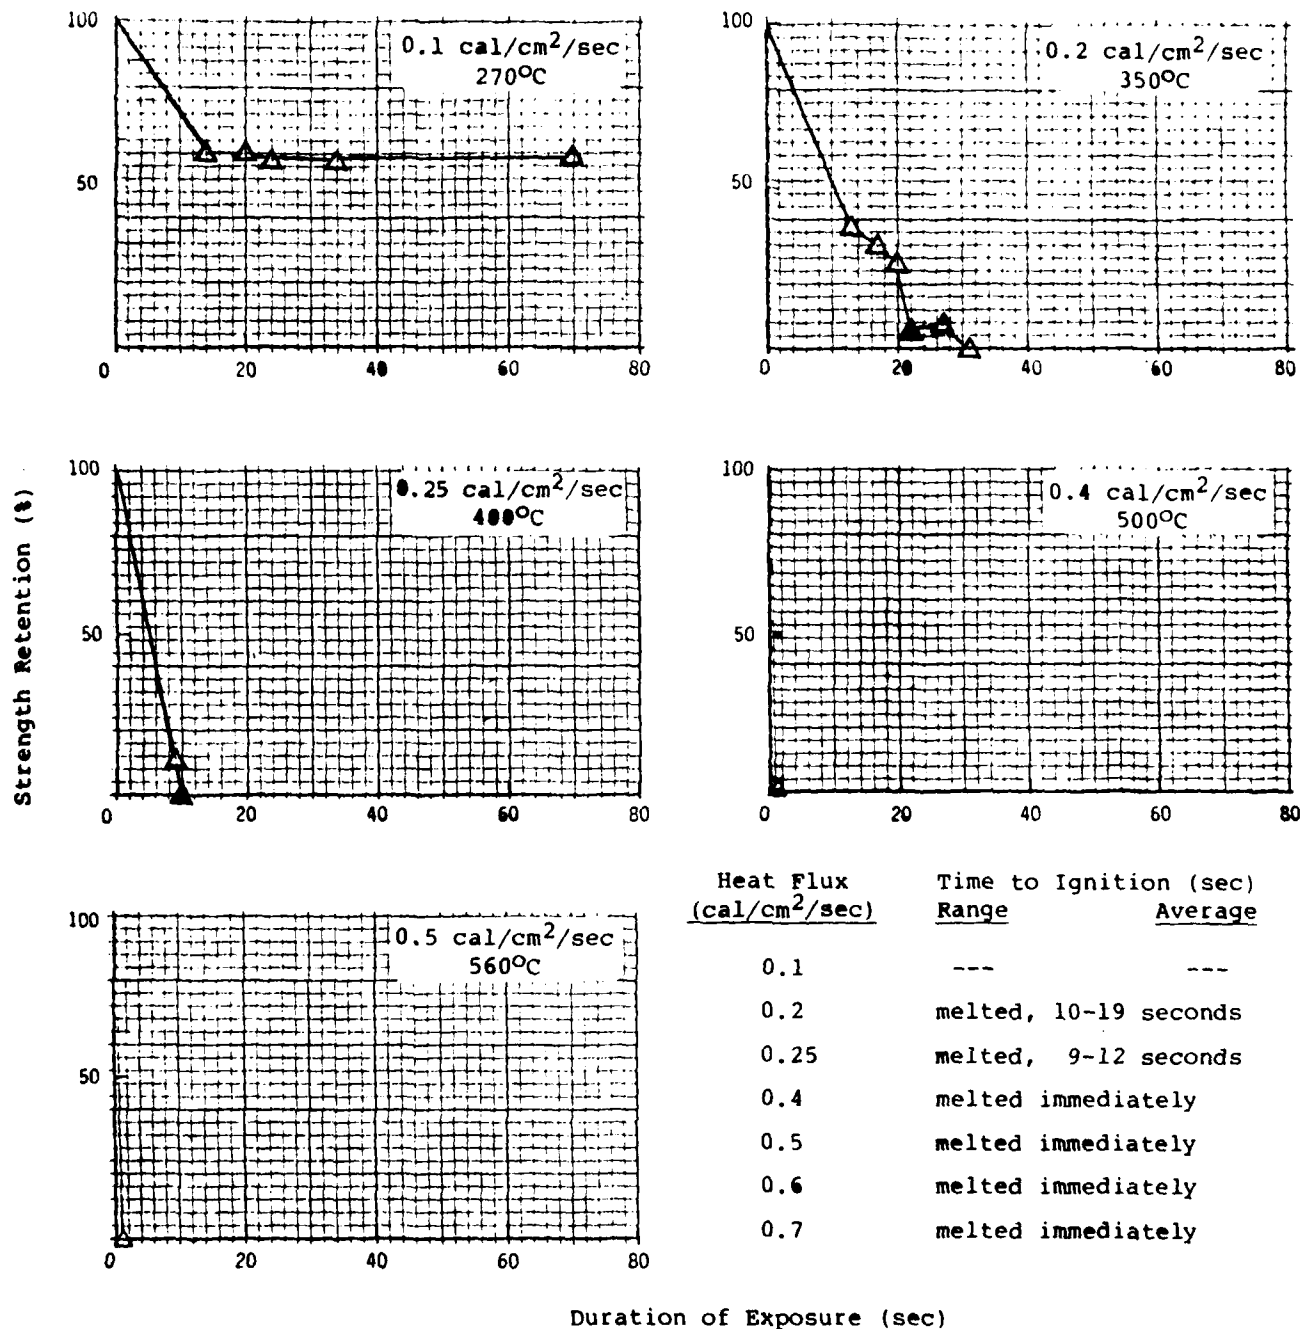 100
0.1 cal/cm²/sec
270°C
50
0 20 40 60 80
100
0.2 cal/cm²/sec
350°C
50
0 20 40 60 80
Strength Retention (%)
100
0.25 cal/cm²/sec
400°C
50
0 20 40 60 80
100
0.4 cal/cm²/sec
500°C
50
0 20 40 60 80
100
0.5 cal/cm²/sec
560°C
50
0 20 40 60 80
Heat Flux Time to Ignition (sec)
(cal/cm²/sec) Range Average
0.1 --- ---
0.2 melted, 10-19 seconds
0.25 melted, 9-12 seconds
0.4 melted immediately
0.5 melted immediately
0.6 melted immediately
0.7 melted immediately
Duration of Exposure (sec)